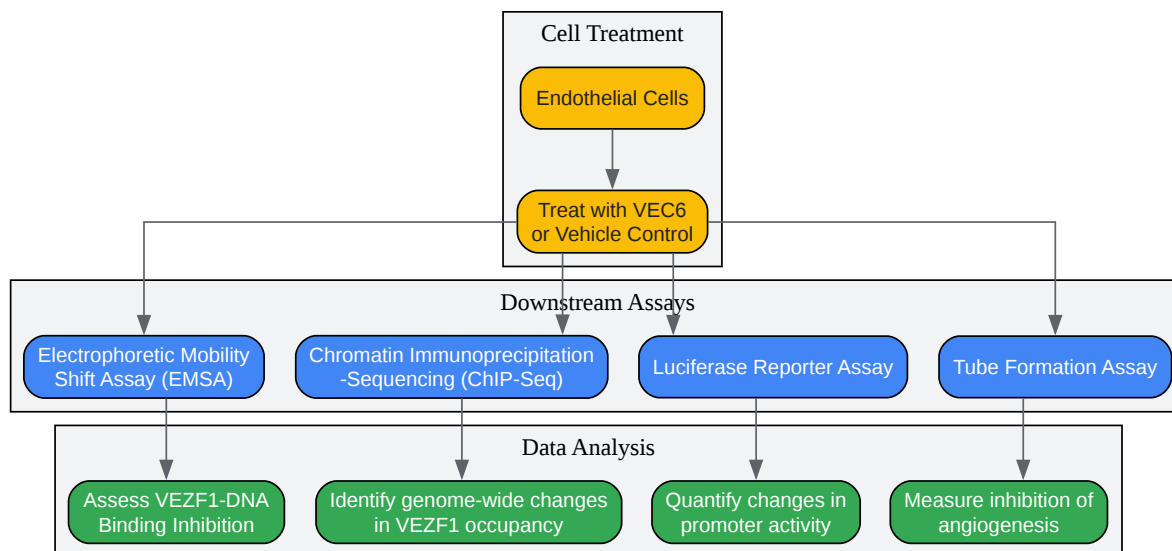 Cell Treatment
Endothelial Cells
Treat with VEC6
or Vehicle Control
Downstream Assays
Electrophoretic Mobility
Shift Assay (EMSA)
Chromatin Immunoprecipitation
-Sequencing (ChIP-Seq)
Luciferase Reporter Assay
Tube Formation Assay
Data Analysis
Assess VEZF1-DNA
Binding Inhibition
Identify genome-wide changes
in VEZF1 occupancy
Quantify changes in
promoter activity
Measure inhibition of
angiogenesis